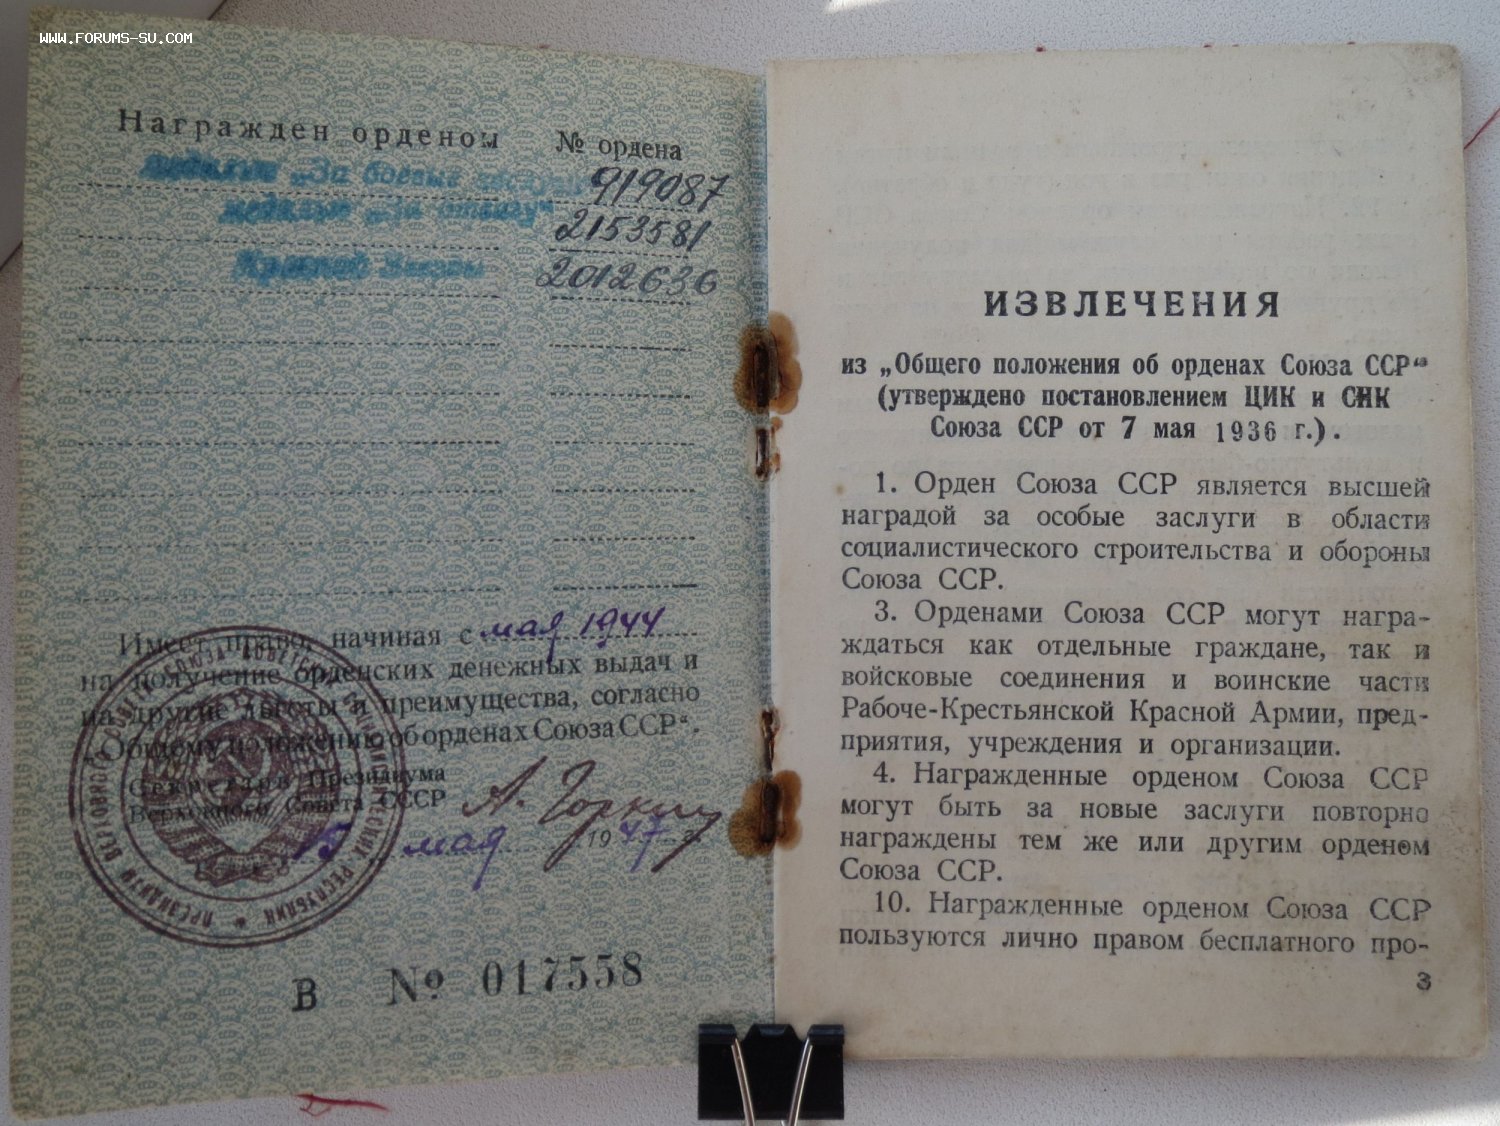 WWW.FORUMS-SU.COM
Награжден орденом № ордена
медалью „За боевые заслуги“ 919087
медалью „За отвагу“ 2153581
Красная Звезда 2012636
Имеет право, начиная с мая 1944
на получение орденских денежных выдач и
на другие льготы и преимущества, согласно
„Общему положению об орденах Союза ССР“.
Секретарь Президиума
Верховного Совета СССР А. Горкин
15 мая 1947 г.
В № 017558
ИЗВЛЕЧЕНИЯ
из „Общего положения об орденах Союза ССР“
(утверждено постановлением ЦИК и СНК
Союза ССР от 7 мая 1936 г.).
1. Орден Союза ССР является высшей
наградой за особые заслуги в области
социалистического строительства и обороны
Союза ССР.
3. Орденами Союза ССР могут награ-
ждаться как отдельные граждане, так и
войсковые соединения и воинские части
Рабоче-Крестьянской Красной Армии, пред-
приятия, учреждения и организации.
4. Награжденные орденом Союза ССР
могут быть за новые заслуги повторно
награждены тем же или другим орденом
Союза ССР.
10. Награжденные орденом Союза ССР
пользуются лично правом бесплатного про-
3